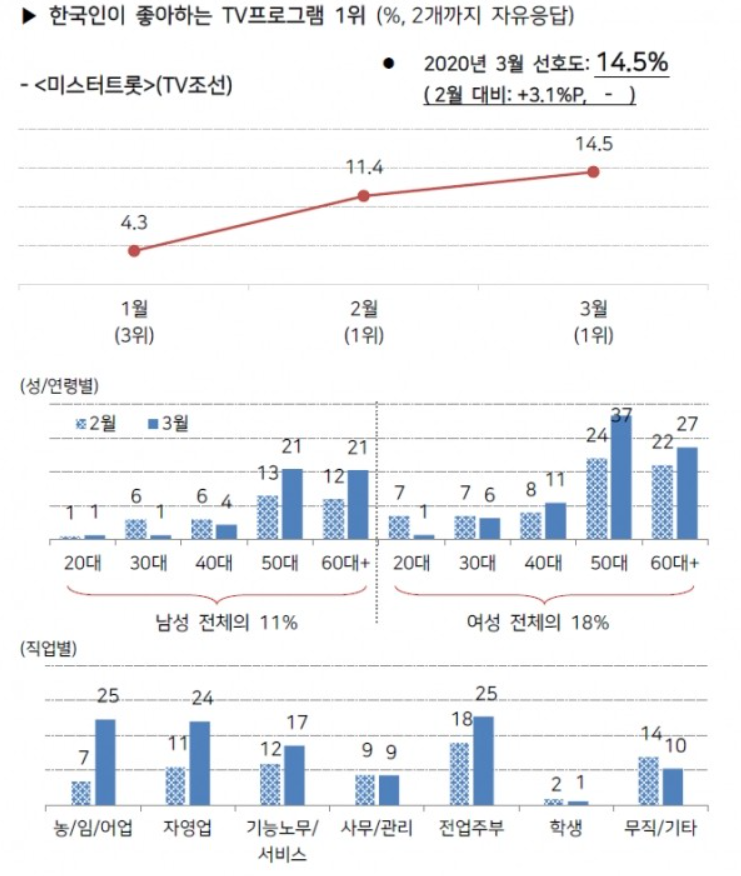 ▶ 한국인이 좋아하는 TV프로그램 1위 (%, 2개까지 자유응답)
- <미스터트롯>(TV조선)
● 2020년 3월 선호도: 14.5%
( 2월 대비: +3.1%P, - )
4.3 11.4 14.5
1월 2월 3월
(3위) (1위) (1위)
(성/연령별)
2월 3월
1 1 6 1 6 4 13 21 12 21 7 1 7 6 8 11 24 37 22 27
20대 30대 40대 50대 60대+ 20대 30대 40대 50대 60대+
남성 전체의 11% 여성 전체의 18%
(직업별)
7 25 11 24 12 17 9 9 18 25 2 1 14 10
농/임/어업 자영업 기능노무/ 사무/관리 전업주부 학생 무직/기타
서비스